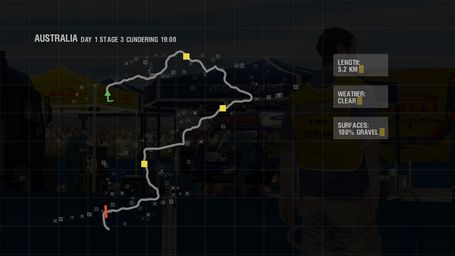 AUSTRALIA DAY 1 STAGE 3 CUNDERING 19:00
LENGTH:
5.2 KM
WEATHER:
CLEAR
SURFACES:
100% GRAVEL